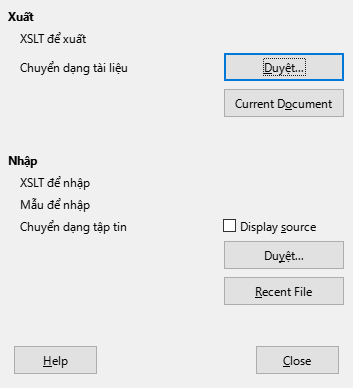 Xuất
XSLT để xuất
Chuyển dạng tài liệu
Duyệt...
Current Document
Nhập
XSLT để nhập
Mẫu để nhập
Chuyển dạng tập tin
Display source
Duyệt...
Recent File
Help
Close